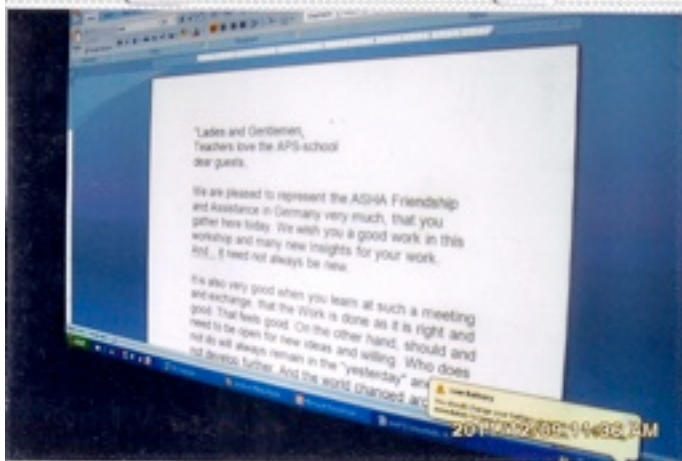 "Ladies and Gentlemen,
Teachers love the APS-school
dear guests.
We are pleased to represent the ASHA Friendship
and Assistance in Germany very much, that you
gather here today. We wish you a good work in this
workshop and many new insights for your work.
And , it need not always be new.
It is also very good when you learn at such a meeting
and exchange, that the Work is done as it is right and
good. That feels good. On the other hand, should and
need to be open for new ideas and willing. Who does
not do will always remain in the "yesterday" and
not develop further. And the world changed
Low Battery
11:36 AM